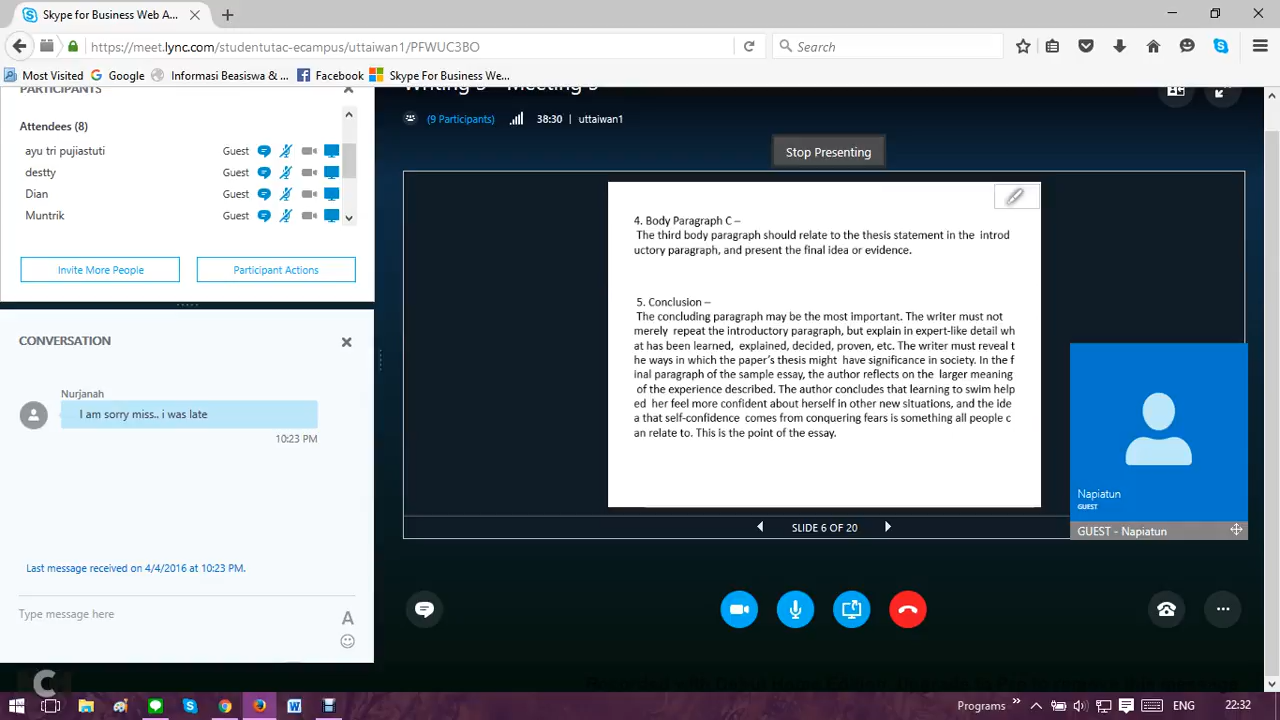 Skype for Business Web A...
https://meet.lync.com/studentutac-ecampus/uttaiwan1/PFWUC3BO
Search
Most Visited
Google
Informasi Beasiswa & ...
Facebook
Skype For Business We...
PARTICIPANTS
Attendees (8)
ayu tri pujiastuti Guest
destty Guest
Dian Guest
Muntrik Guest
Invite More People
Participant Actions
CONVERSATION
Nurjanah
I am sorry miss.. i was late
10:23 PM
Last message received on 4/4/2016 at 10:23 PM.
Type message here
A
(9 Participants) 38:30 | uttaiwan1
Stop Presenting
4. Body Paragraph C –
The third body paragraph should relate to the thesis statement in the introd
uctory paragraph, and present the final idea or evidence.
5. Conclusion –
The concluding paragraph may be the most important. The writer must not
merely repeat the introductory paragraph, but explain in expert-like detail wh
at has been learned, explained, decided, proven, etc. The writer must reveal t
he ways in which the paper's thesis might have significance in society. In the f
inal paragraph of the sample essay, the author reflects on the larger meaning
of the experience described. The author concludes that learning to swim help
ed her feel more confident about herself in other new situations, and the ide
a that self-confidence comes from conquering fears is something all people c
an relate to. This is the point of the essay.
SLIDE 6 OF 20
Napiatun
GUEST
GUEST - Napiatun
Programs
ENG
22:32